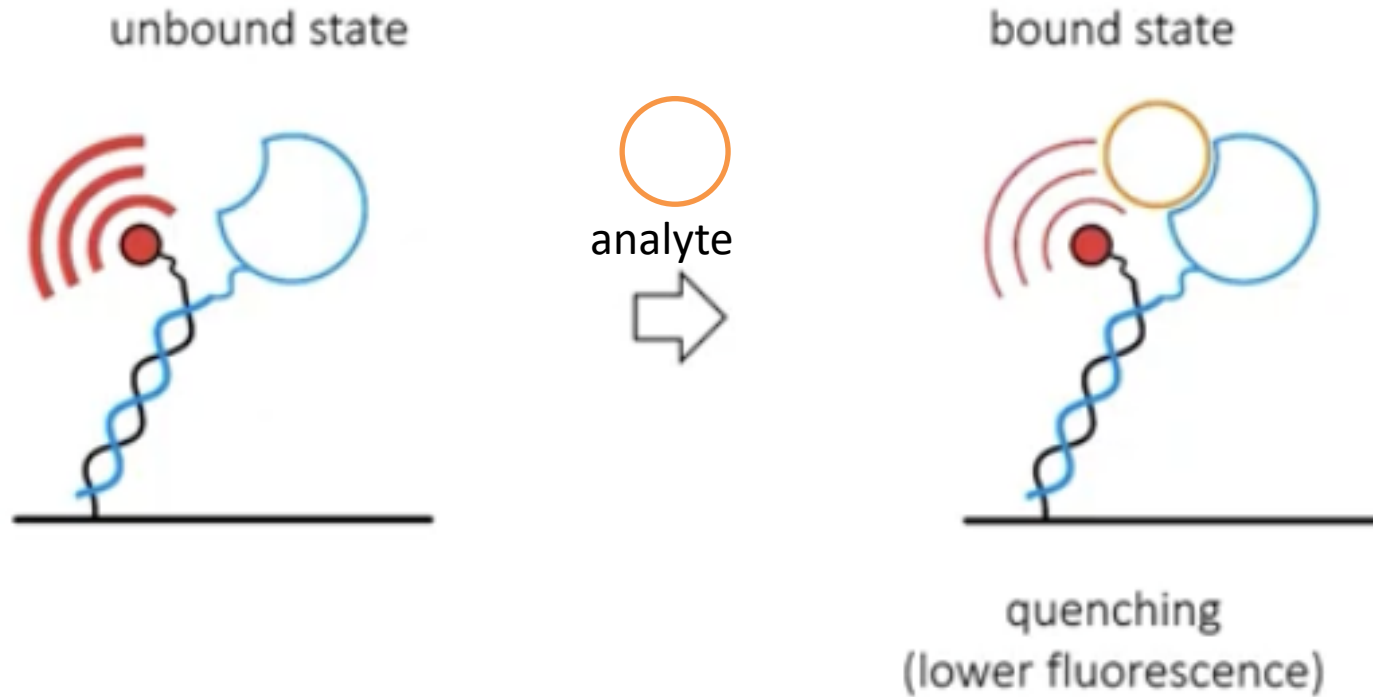 unbound state
bound state
analyte
quenching
(lower fluorescence)